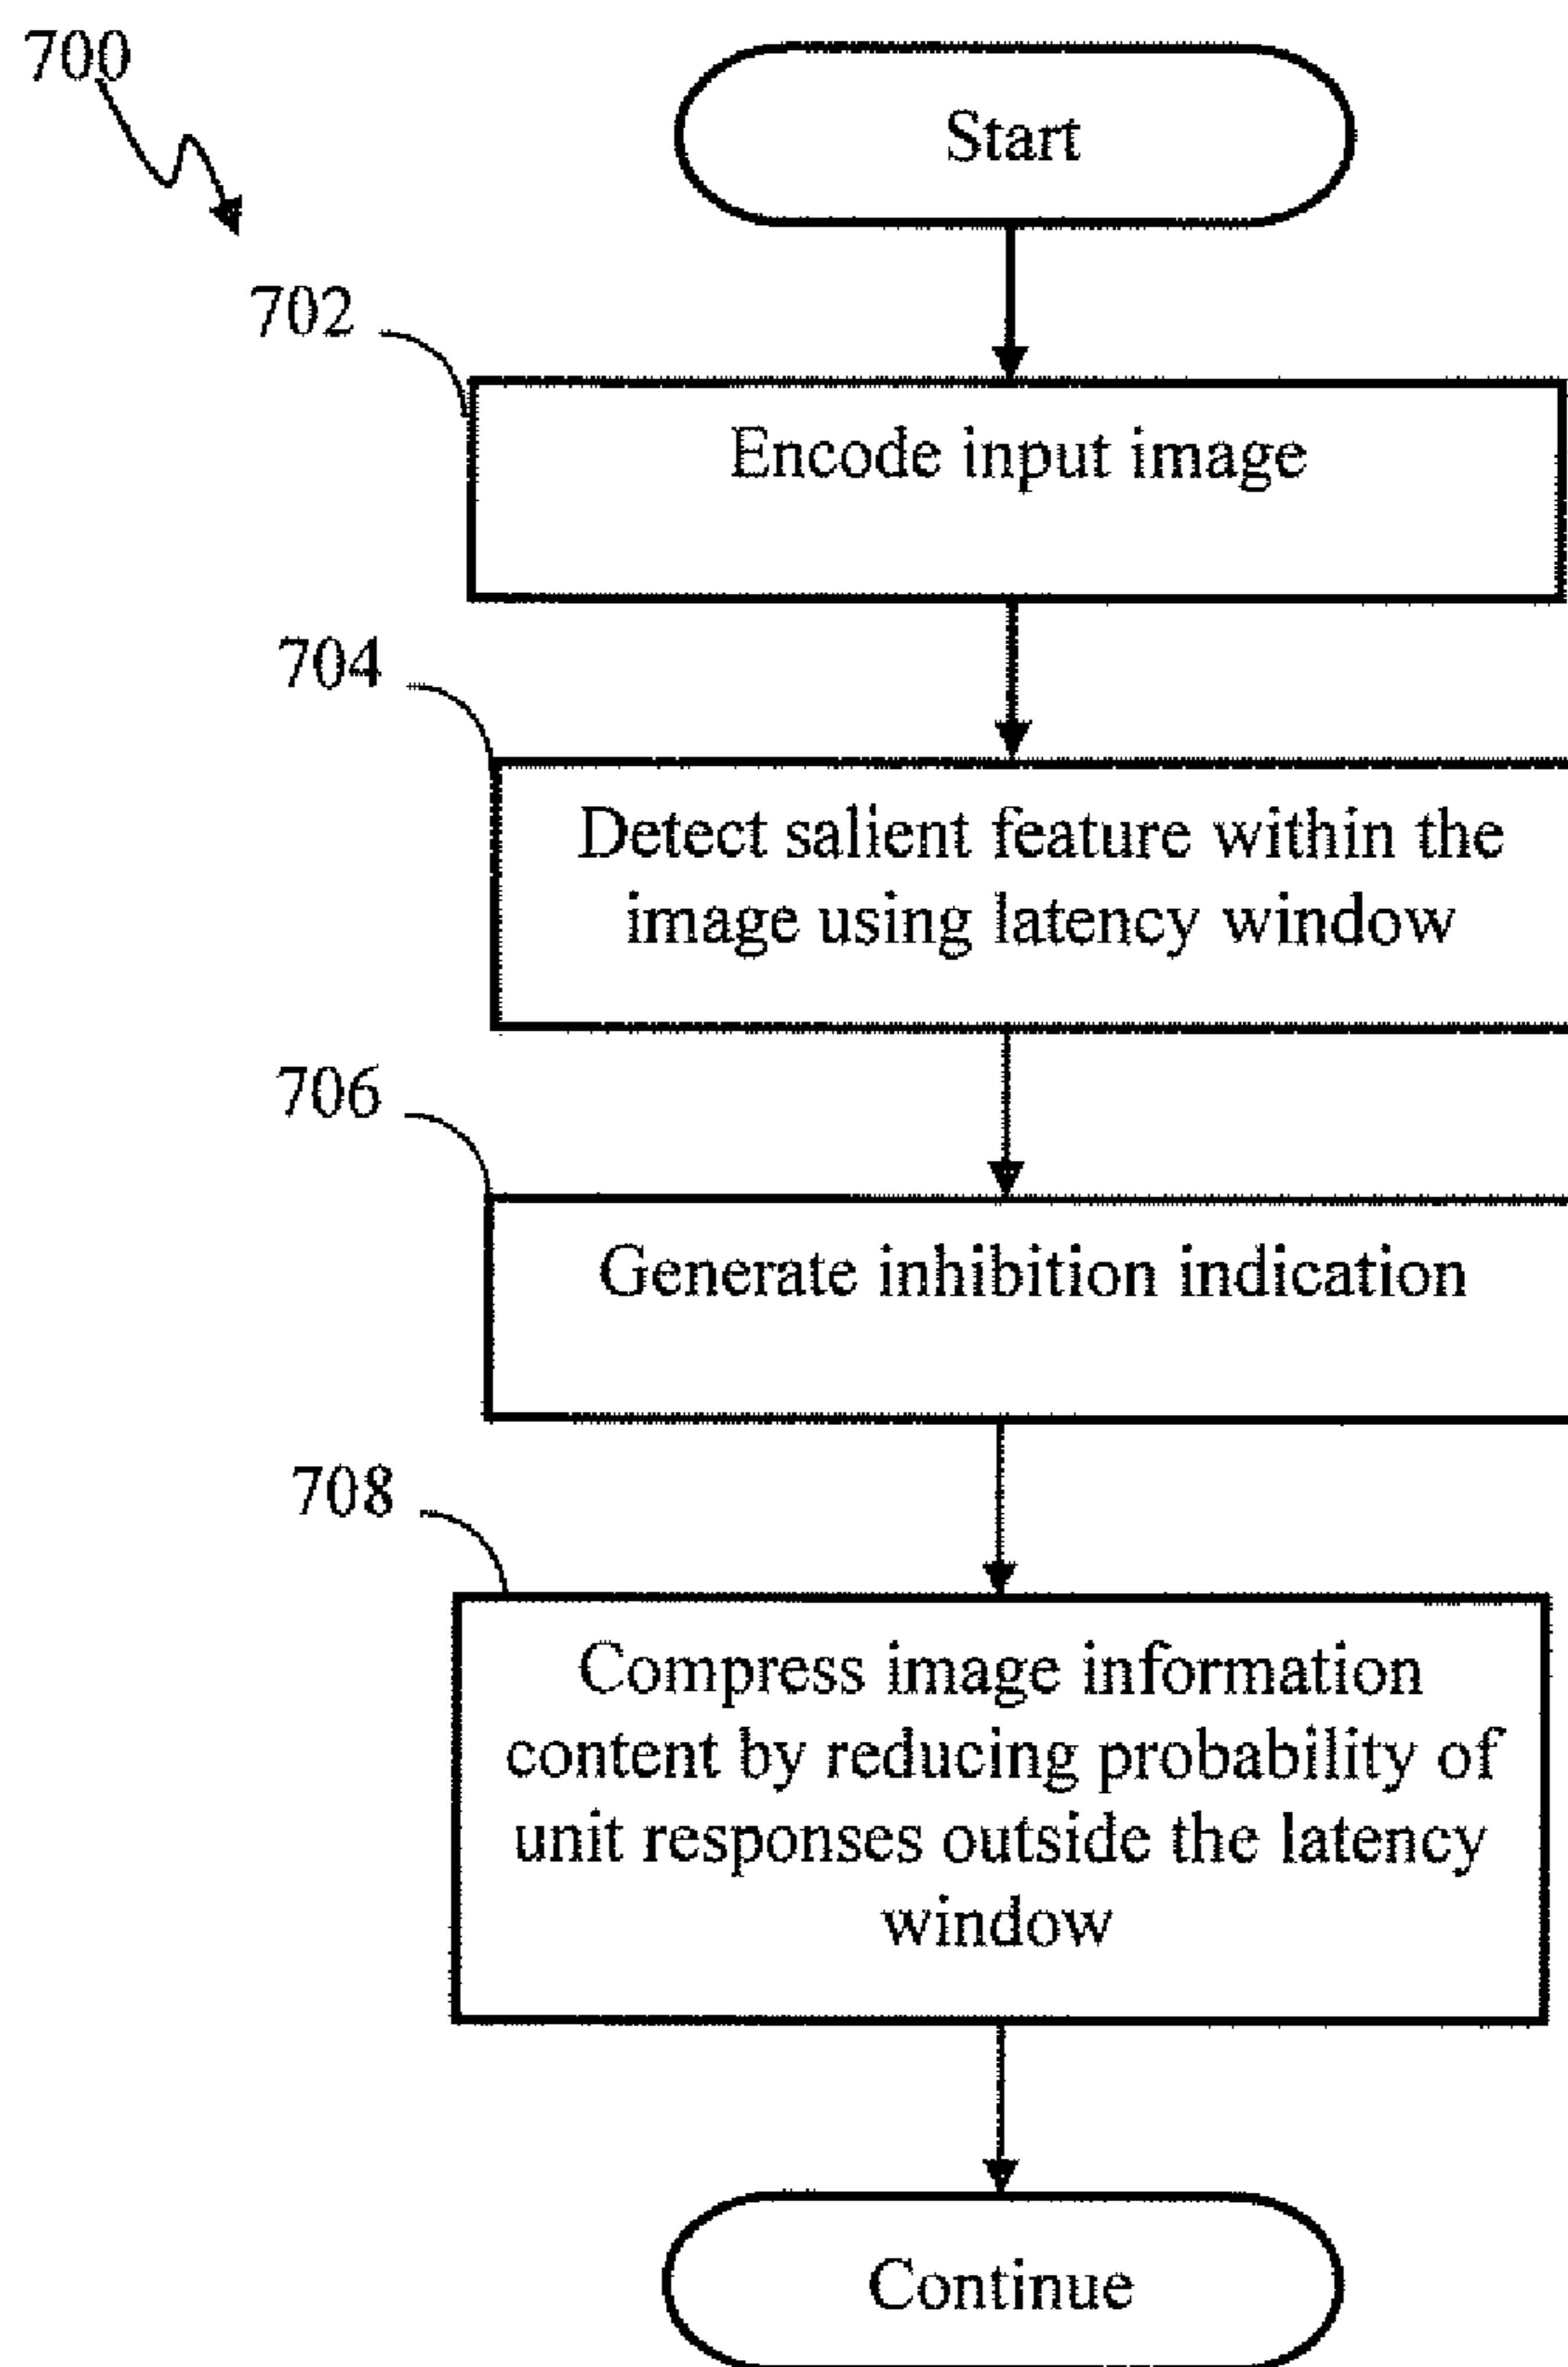 700
Start
702
Encode input image
704
Detect salient feature within the
image using latency window
706
Generate inhibition indication
708
Compress image information
content by reducing probability of
unit responses outside the latency
window
Continue